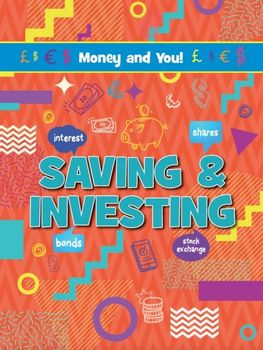 £ $ € $ Money and You! £ $ € $
interest
shares
SAVING &
INVESTING
bonds
stock
exchange